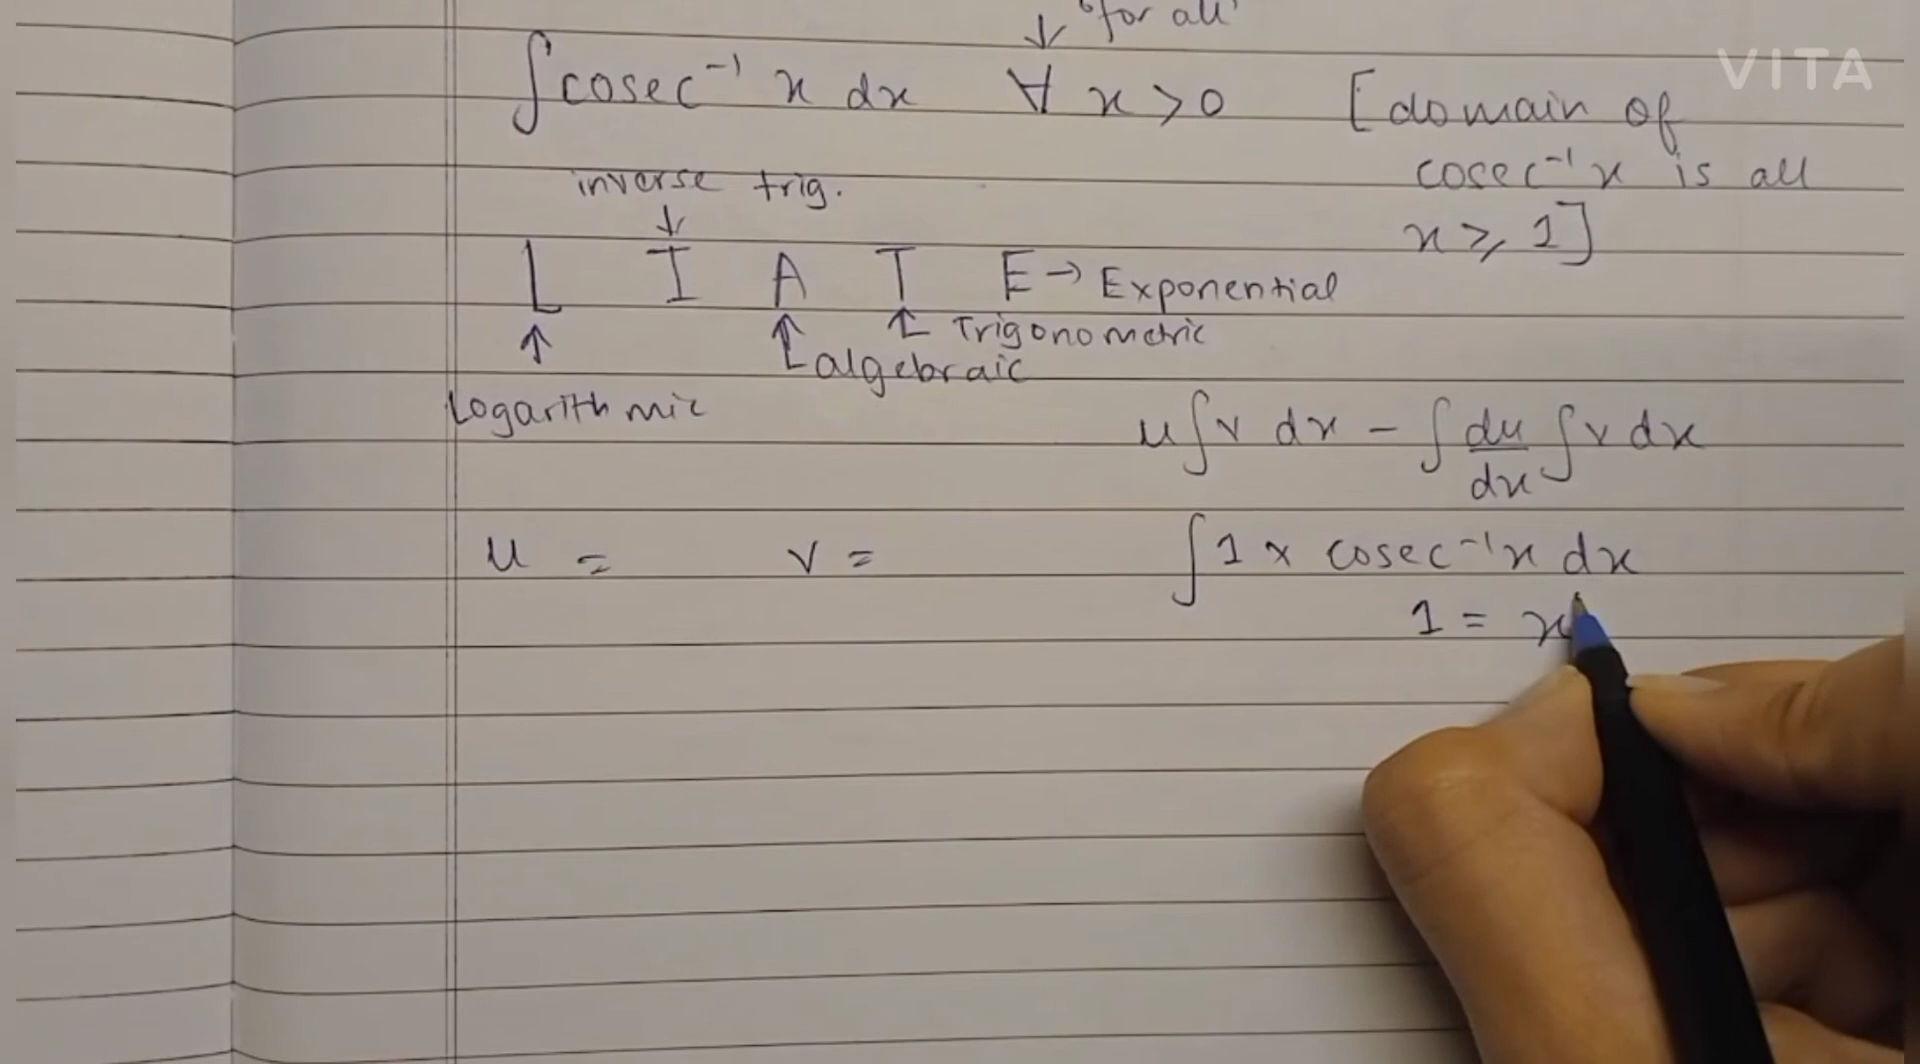 "for all"
↓
∫cosec⁻¹ x dx ∀ x > 0 [domain of
cosec⁻¹x is all
x ⩾ 1]
inverse trig.
↓
L I A T E → Exponential
↑ ↑ ↑ Trigonometric
algebraic
Logarithmic
u∫v dx - ∫du/dx ∫v dx
u = v = ∫1 × cosec⁻¹x dx
1 = x
VITA